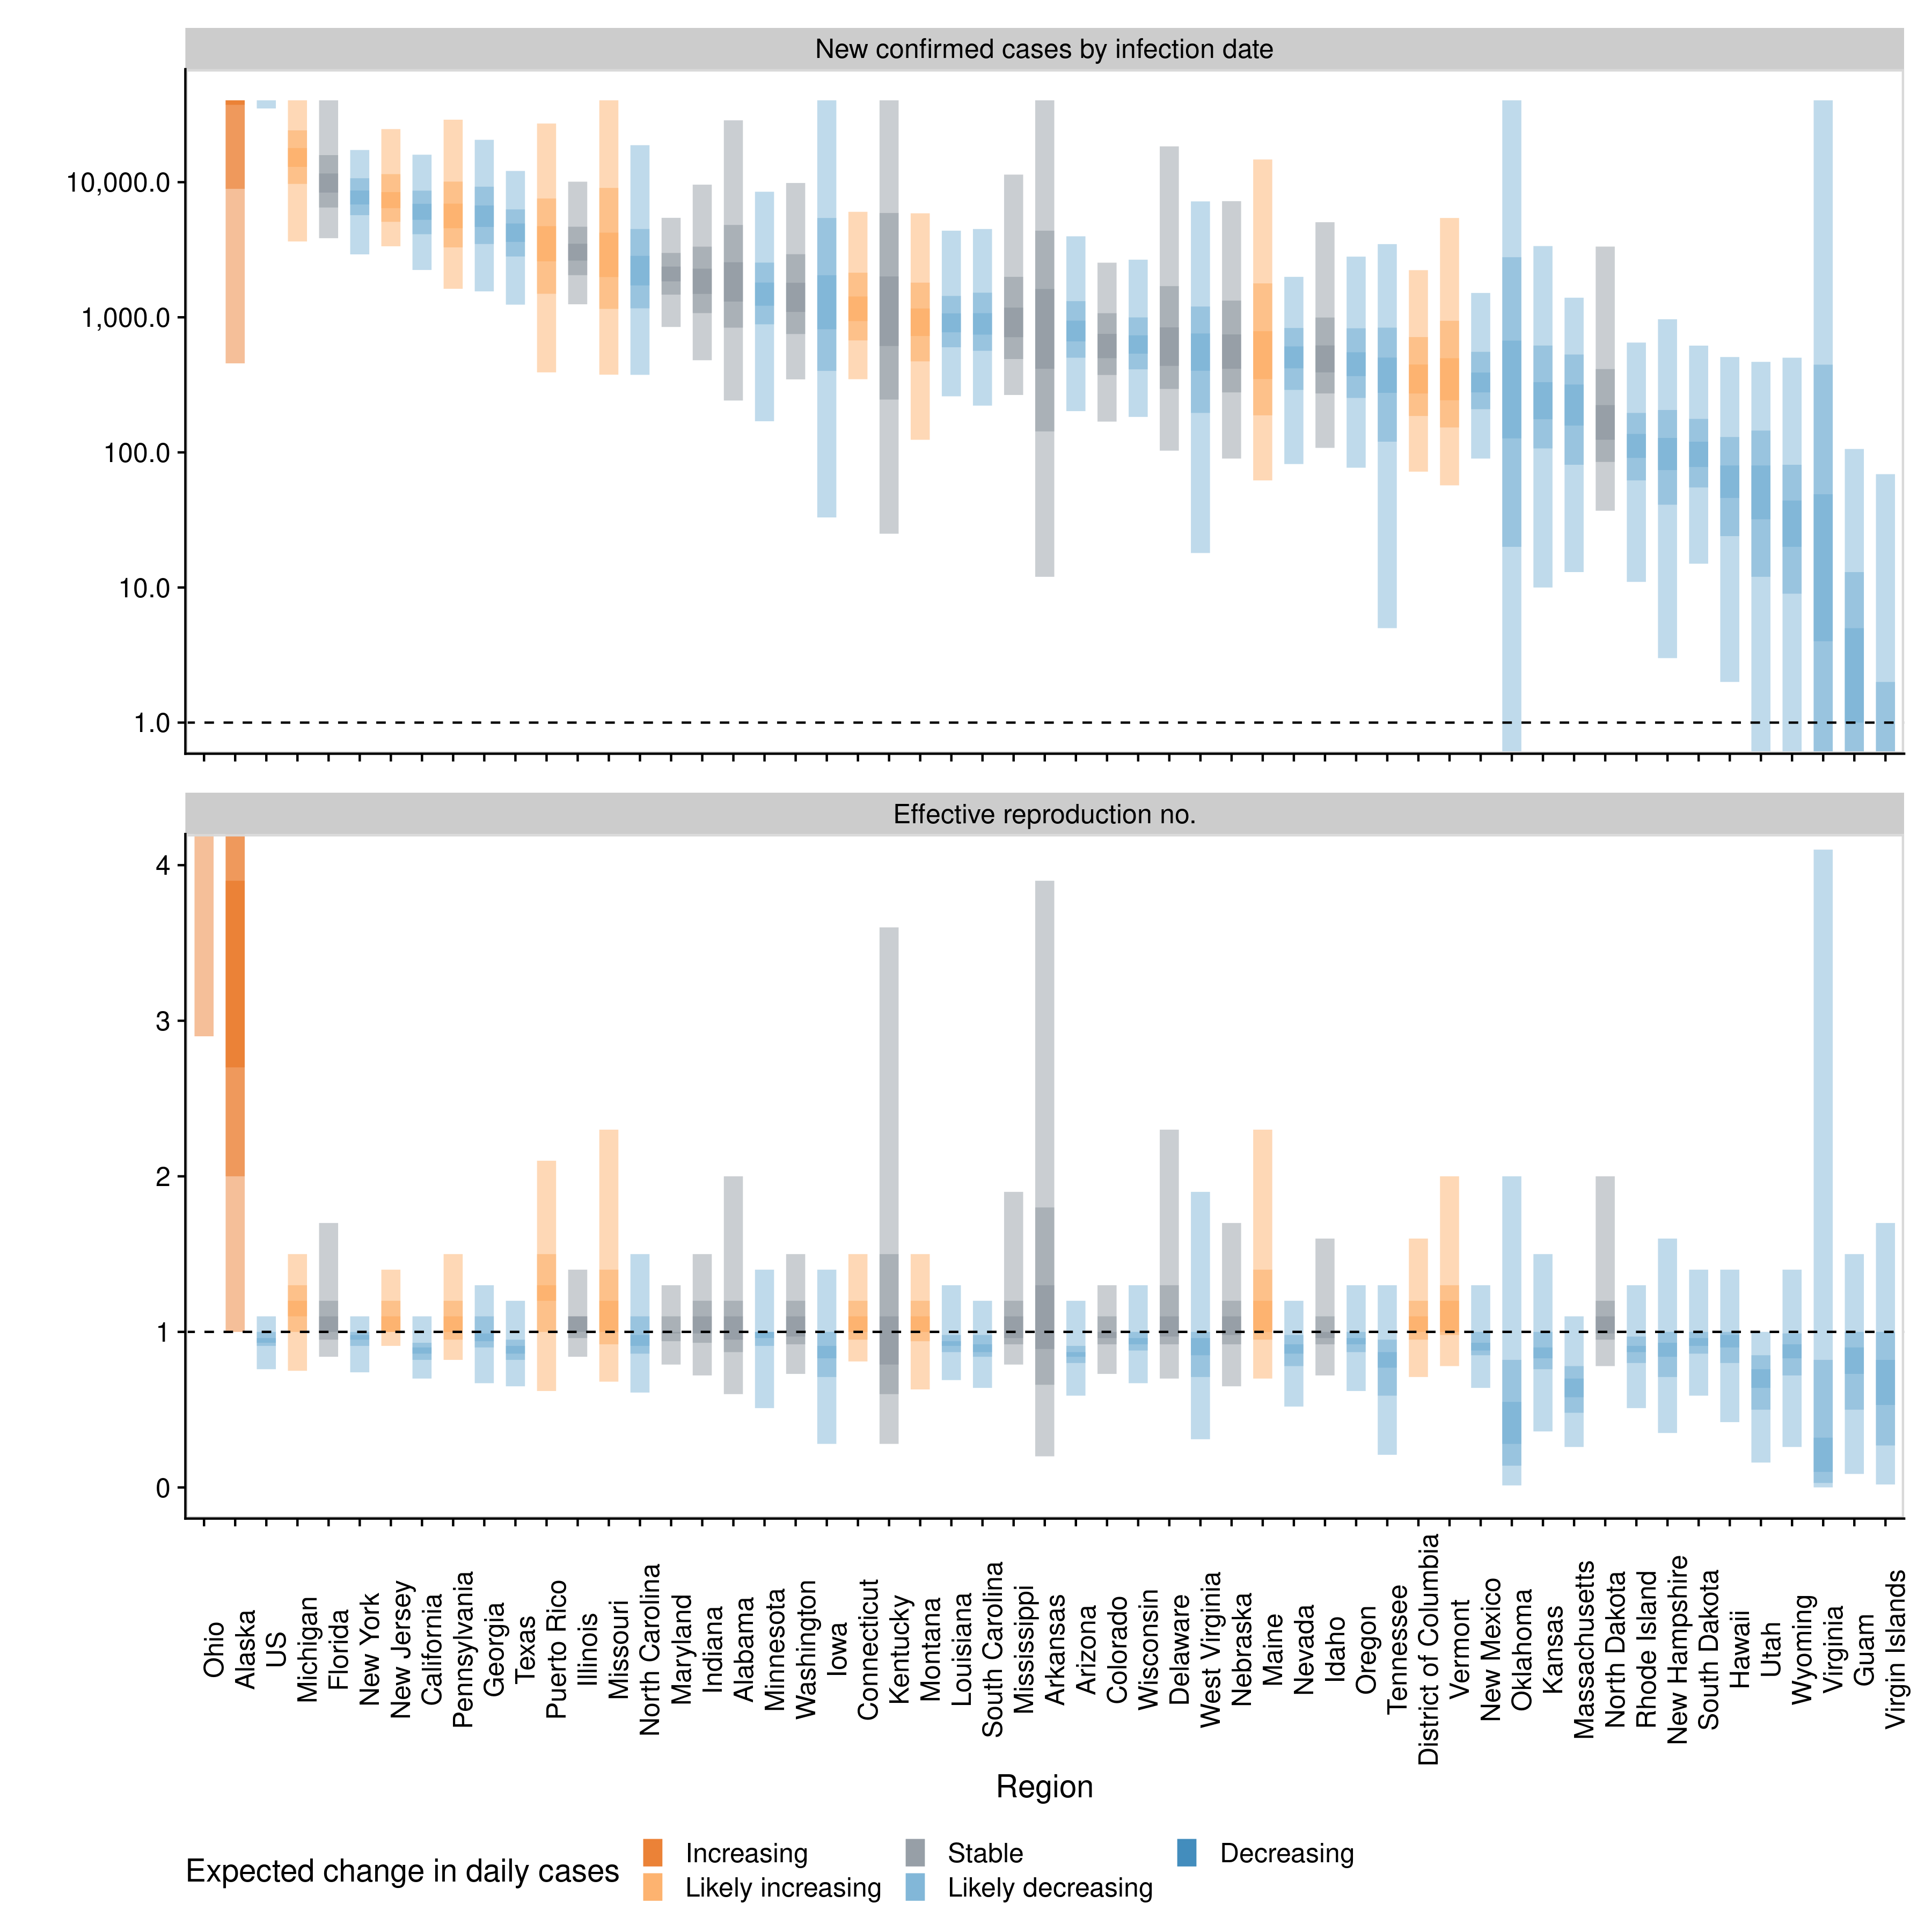 New confirmed cases by infection date
10,000.0
1,000.0
100.0
10.0
1.0
Effective reproduction no.
4
3
2
1
0
Ohio
Alaska
US
Michigan
Florida
New York
New Jersey
California
Pennsylvania
Georgia
Texas
Puerto Rico
Illinois
Missouri
North Carolina
Maryland
Indiana
Alabama
Minnesota
Washington
Iowa
Connecticut
Kentucky
Montana
Louisiana
South Carolina
Mississippi
Arkansas
Arizona
Colorado
Wisconsin
Delaware
West Virginia
Nebraska
Maine
Nevada
Idaho
Oregon
Tennessee
District of Columbia
Vermont
New Mexico
Oklahoma
Kansas
Massachusetts
North Dakota
Rhode Island
New Hampshire
South Dakota
Hawaii
Utah
Wyoming
Virginia
Guam
Virgin Islands
Region
Expected change in daily cases
Increasing
Likely increasing
Stable
Likely decreasing
Decreasing